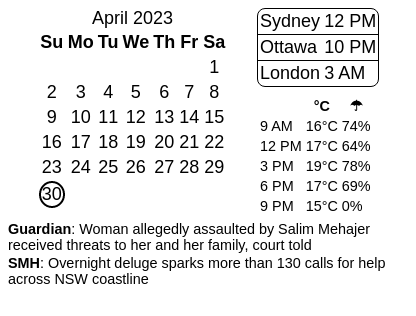 April 2023
Su Mo Tu We Th Fr Sa
1
2 3 4 5 6 7 8
9 10 11 12 13 14 15
16 17 18 19 20 21 22
23 24 25 26 27 28 29
30
Sydney 12 PM
Ottawa 10 PM
London 3 AM
°C ☂
9 AM 16°C 74%
12 PM 17°C 64%
3 PM 19°C 78%
6 PM 17°C 69%
9 PM 15°C 0%
Guardian: Woman allegedly assaulted by Salim Mehajer
received threats to her and her family, court told
SMH: Overnight deluge sparks more than 130 calls for help
across NSW coastline